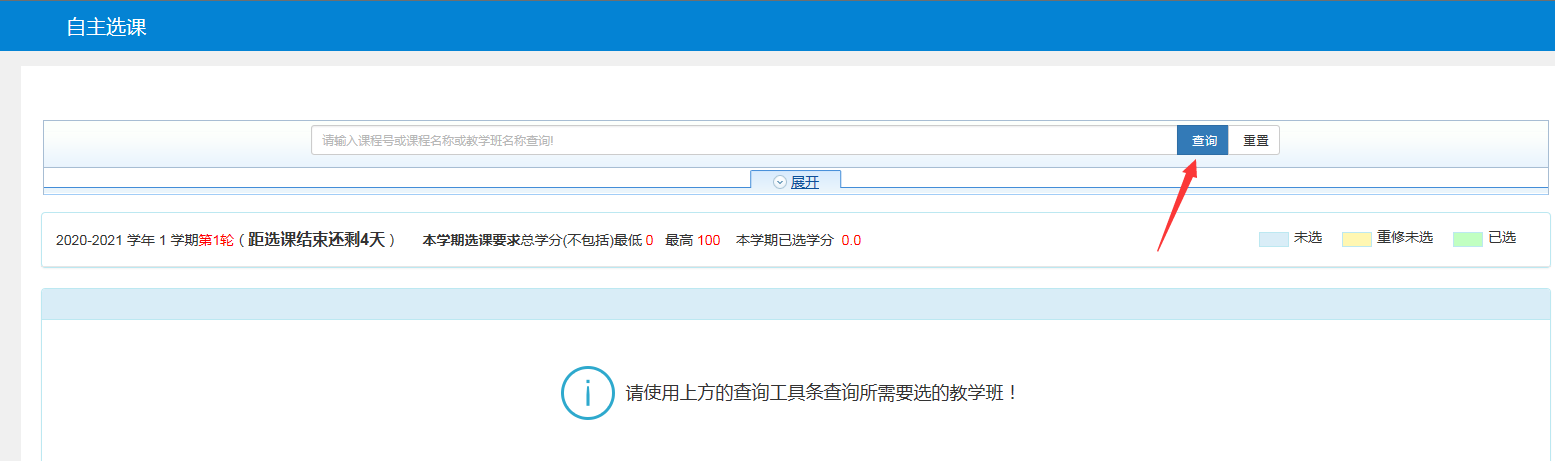 自主选课
请输入课程号或课程名称或教学班名称查询! 查询 重置
展开
2020-2021 学年 1 学期第1轮（距选课结束还剩4天） 本学期选课要求总学分(不包括)最低 0 最高 100 本学期已选学分 0.0 未选 重修未选 已选
请使用上方的查询工具条查询所需要选的教学班！